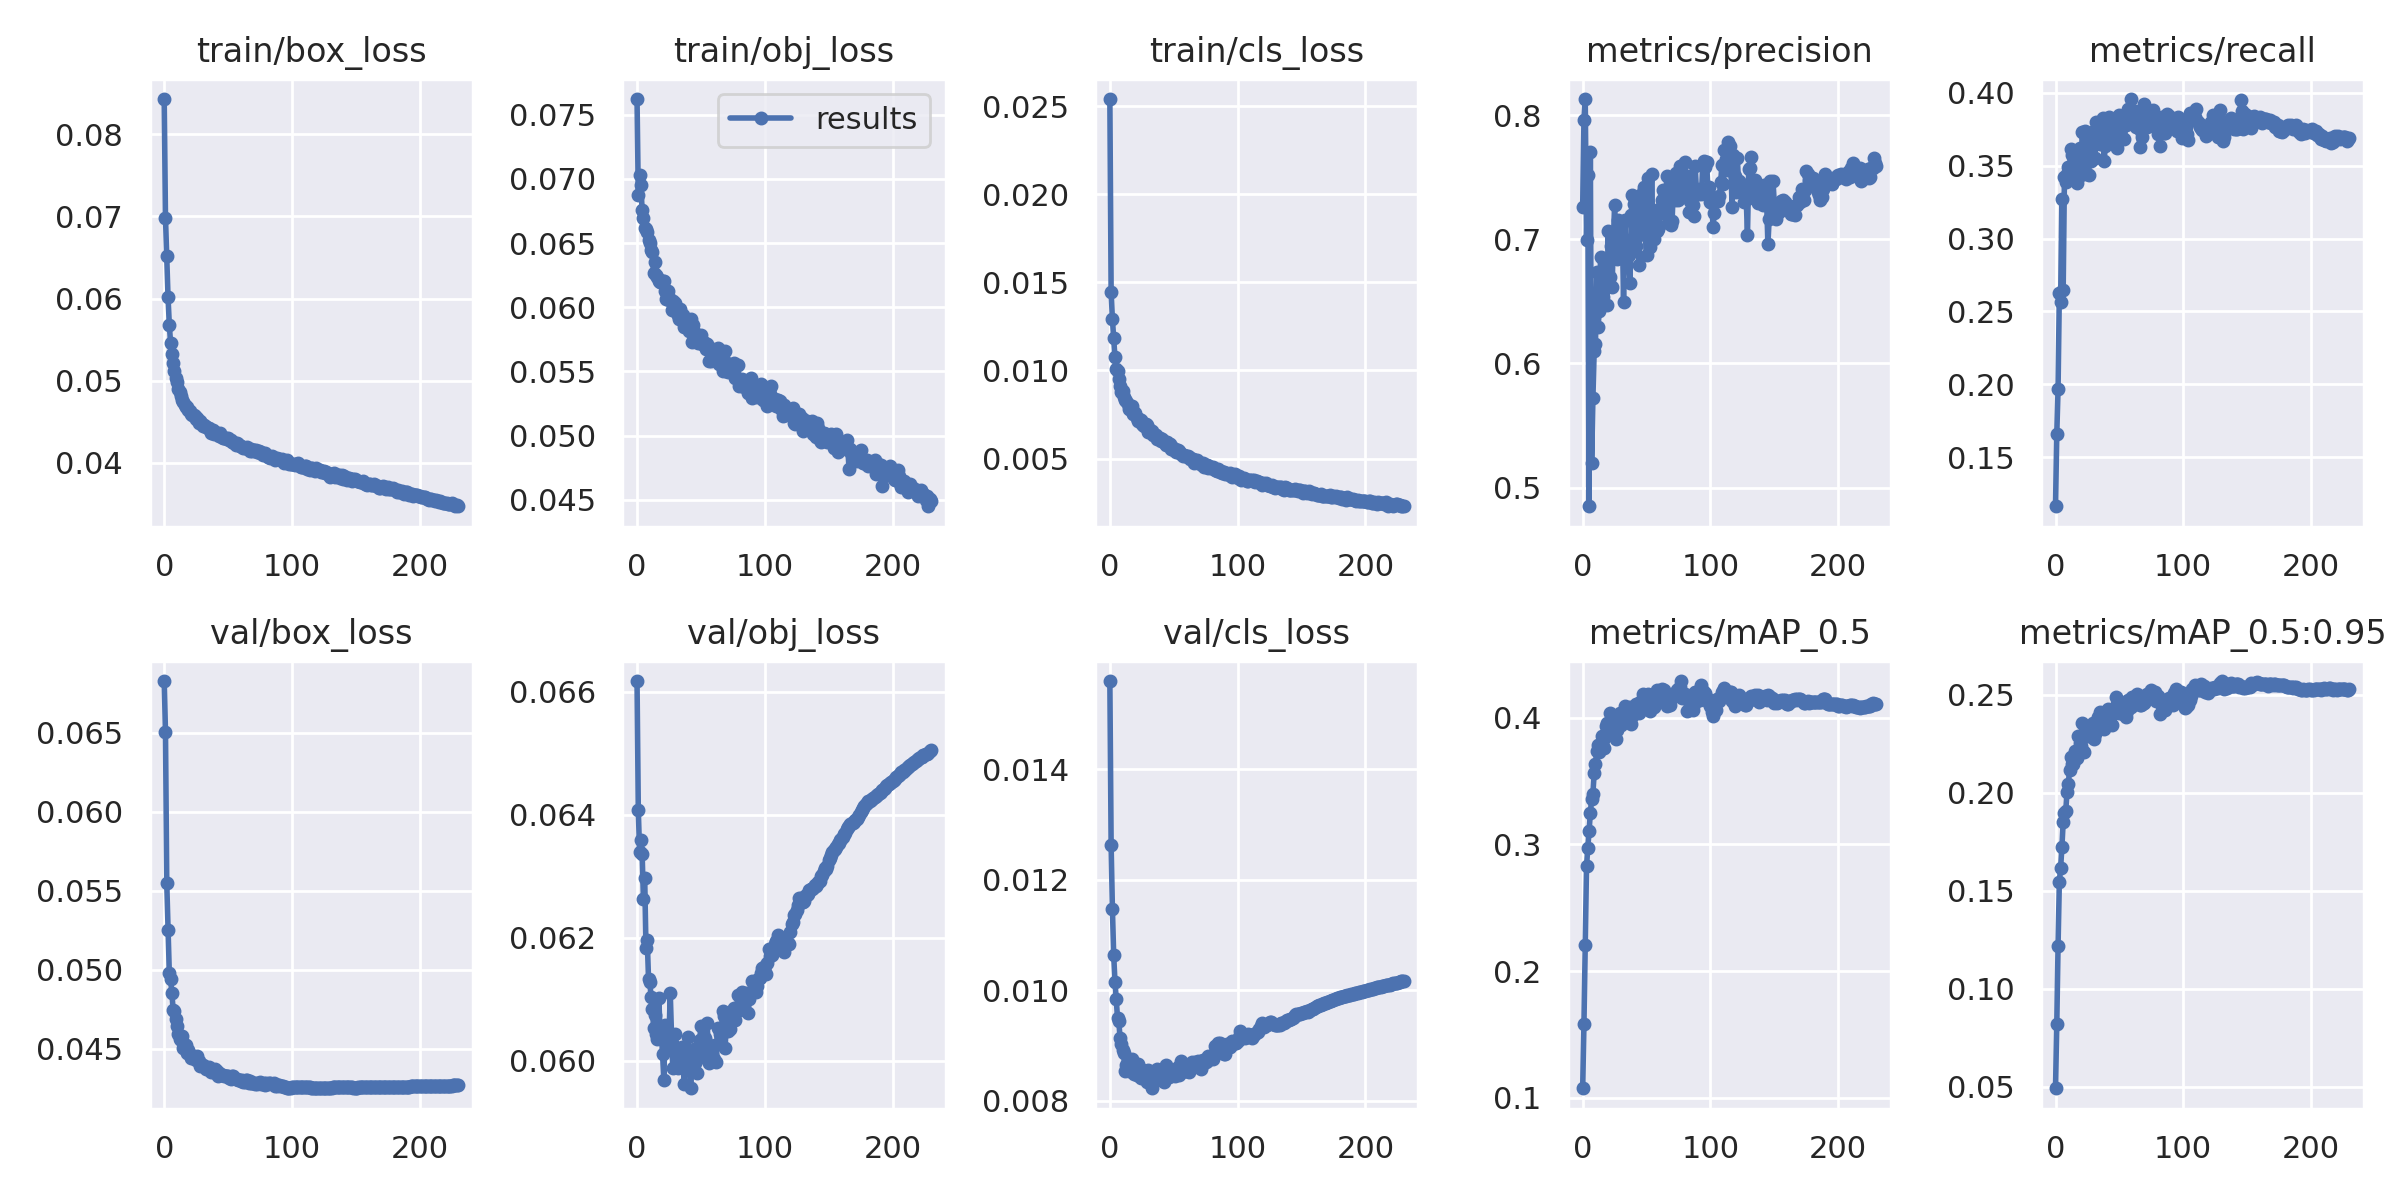 train/box_loss
train/obj_loss
train/cls_loss
metrics/precision
metrics/recall
results
0.08
0.07
0.06
0.05
0.04
0 100 200
0.075
0.070
0.065
0.060
0.055
0.050
0.045
0 100 200
0.025
0.020
0.015
0.010
0.005
0 100 200
0.8
0.7
0.6
0.5
0 100 200
0.40
0.35
0.30
0.25
0.20
0.15
0 100 200
val/box_loss
val/obj_loss
val/cls_loss
metrics/mAP_0.5
metrics/mAP_0.5:0.95
0.065
0.060
0.055
0.050
0.045
0 100 200
0.066
0.064
0.062
0.060
0 100 200
0.014
0.012
0.010
0.008
0 100 200
0.4
0.3
0.2
0.1
0 100 200
0.25
0.20
0.15
0.10
0.05
0 100 200